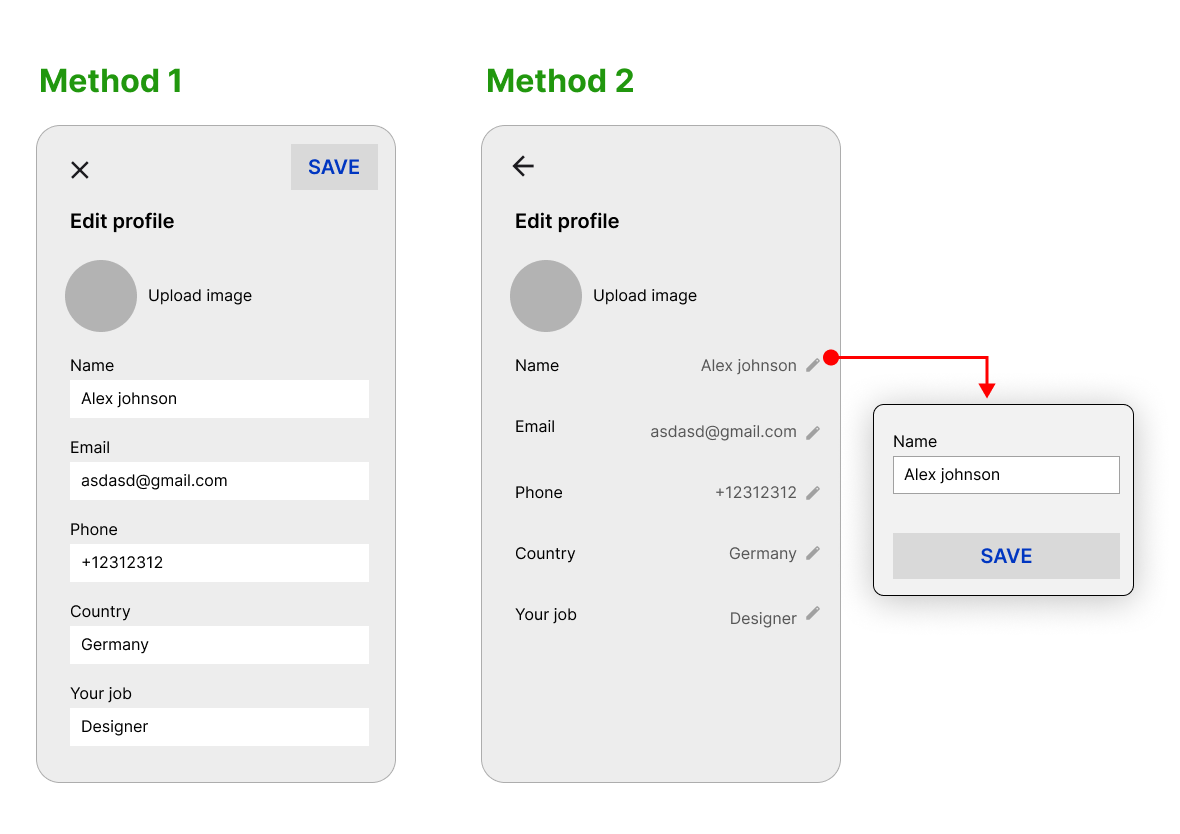 Method 1
SAVE
Edit profile
Upload image
Name
Alex johnson
Email
asdasd@gmail.com
Phone
+12312312
Country
Germany
Your job
Designer
Method 2
Edit profile
Upload image
Name Alex johnson
Email asdasd@gmail.com
Phone +12312312
Country Germany
Your job Designer
Name
Alex johnson
SAVE